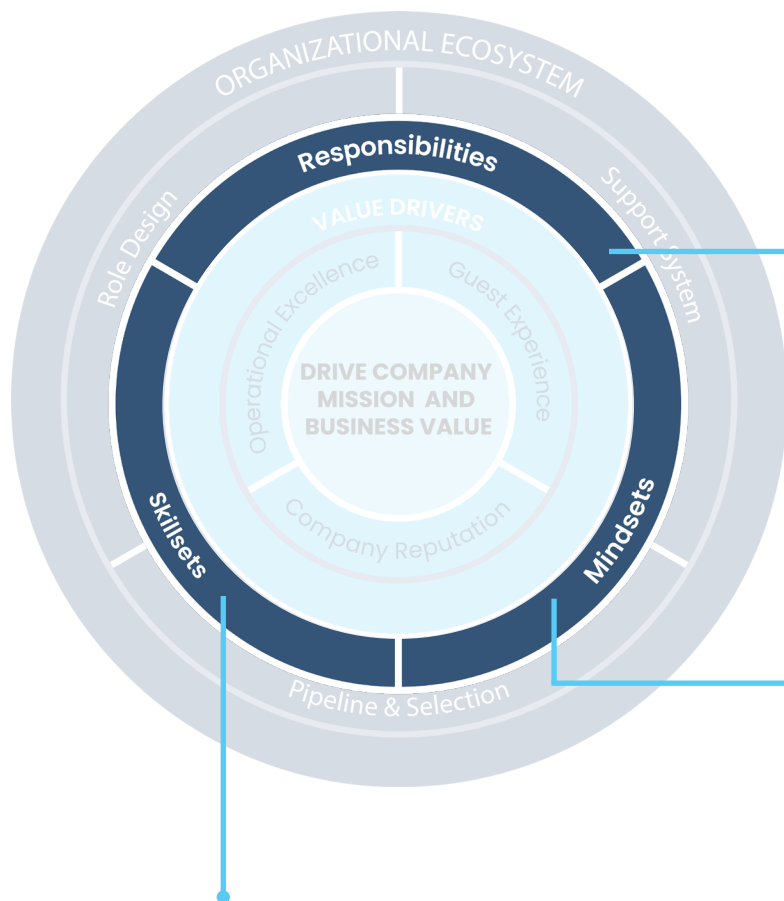 ORGANIZATIONAL ECOSYSTEM
Role Design
Support System
Pipeline & Selection
Responsibilities
Skillsets
Mindsets
VALUE DRIVERS
Operational Excellence
Guest Experience
Company Reputation
DRIVE COMPANY
MISSION AND
BUSINESS VALUE